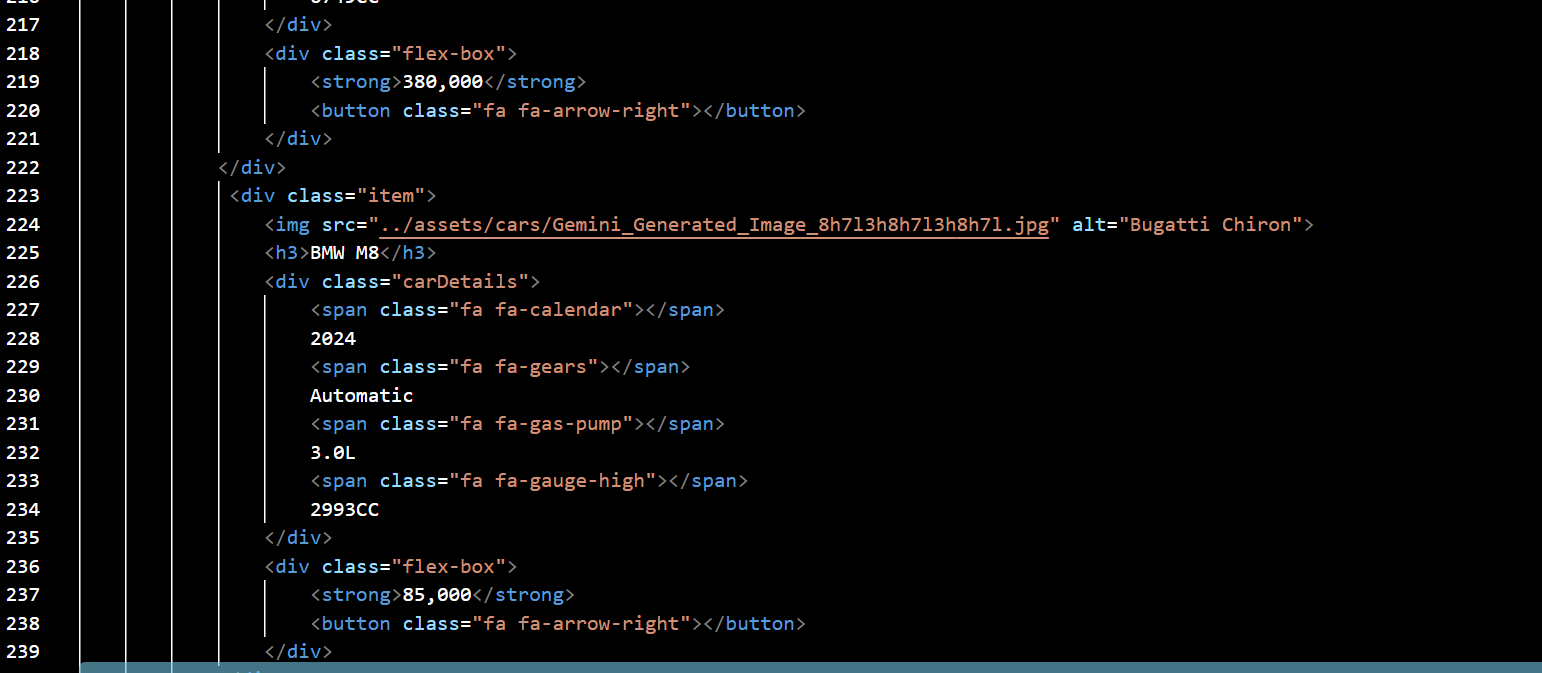 217 </div>
218 <div class="flex-box">
219 <strong>380,000</strong>
220 <button class="fa fa-arrow-right"></button>
221 </div>
222 </div>
223 <div class="item">
224 <img src="../assets/cars/Gemini_Generated_Image_8h7l3h8h7l3h8h7l.jpg" alt="Bugatti Chiron">
225 <h3>BMW M8</h3>
226 <div class="carDetails">
227 <span class="fa fa-calendar"></span>
228 2024
229 <span class="fa fa-gears"></span>
230 Automatic
231 <span class="fa fa-gas-pump"></span>
232 3.0L
233 <span class="fa fa-gauge-high"></span>
234 2993CC
235 </div>
236 <div class="flex-box">
237 <strong>85,000</strong>
238 <button class="fa fa-arrow-right"></button>
239 </div>